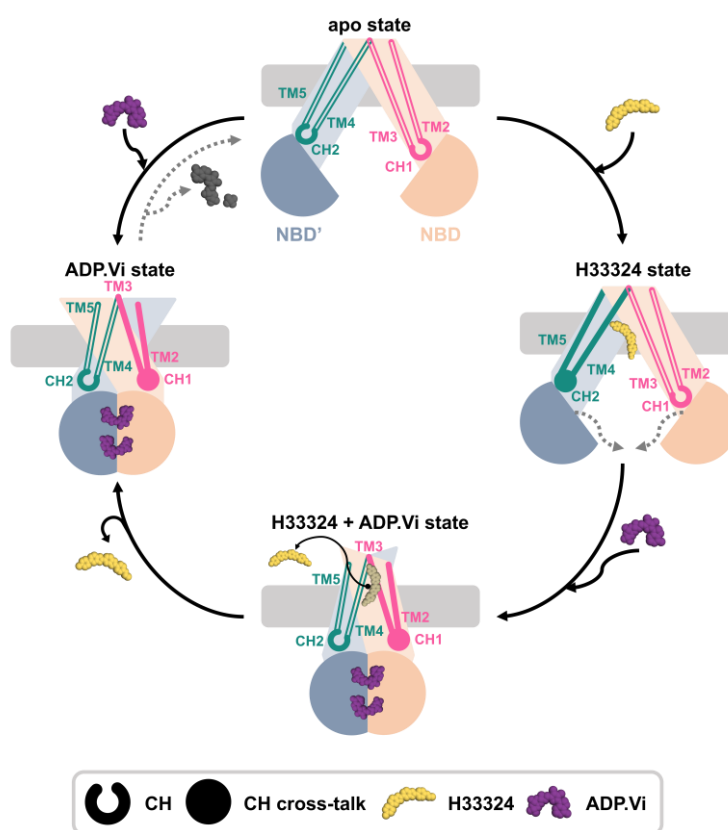 apo state
TM5
TM4
CH2
TM3
TM2
CH1
NBD'
NBD
ADP.Vi state
TM3
TM5
TM4
TM2
CH2
CH1
H33324 state
TM5
TM4
CH2
TM3
TM2
CH1
H33324 + ADP.Vi state
TM3
TM5
TM4
TM2
CH2
CH1
CH
CH cross-talk
H33324
ADP.Vi